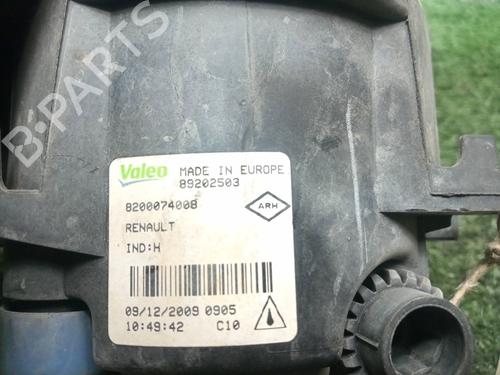 B-PARTS
Valeo MADE IN EUROPE
89202503
8200074008
ARH
RENAULT
IND:H
09/12/2009 0905
10:49:42 C10